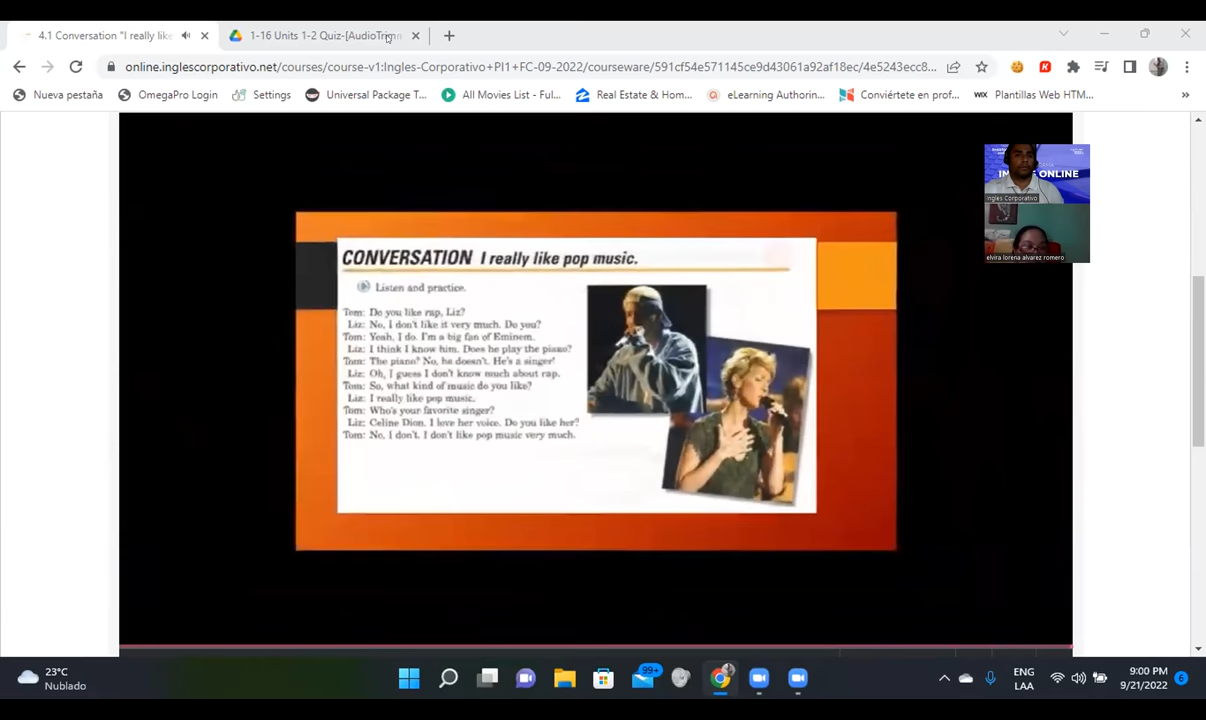 4.1 Conversation "I really like
1-16 Units 1-2 Quiz-[AudioTrimm
online.inglescorporativo.net/courses/course-v1:Ingles-Corporativo+PI1+FC-09-2022/courseware/591cf54e571145ce9d43061a92af18ec/4e5243ecc8...
Nueva pestaña
OmegaPro Login
Settings
Universal Package T...
All Movies List - Ful...
Real Estate & Hom...
eLearning Authorin...
Conviértete en prof...
WIX Plantillas Web HTM...
»
ONLINE
Ingles Corporativo
elvira lorena alvarez romero
CONVERSATION I really like pop music.
Listen and practice.
Tom: Do you like rap, Liz?
Liz: No, I don't like it very much. Do you?
Tom: Yeah, I do. I'm a big fan of Eminem.
Liz: I think I know him. Does he play the piano?
Tom: The piano? No, he doesn't. He's a singer!
Liz: Oh, I guess I don't know much about rap.
Tom: So, what kind of music do you like?
Liz: I really like pop music.
Tom: Who's your favorite singer?
Liz: Celine Dion. I love her voice. Do you like her?
Tom: No, I don't. I don't like pop music very much.
23°C
Nublado
99+
ENG
LAA
9:00 PM
9/21/2022
6